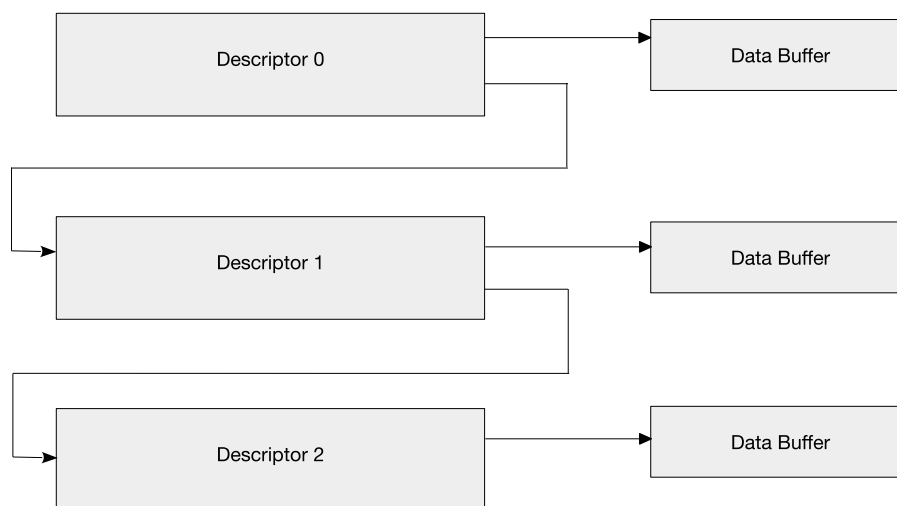 Descriptor 0
Data Buffer
Descriptor 1
Data Buffer
Descriptor 2
Data Buffer